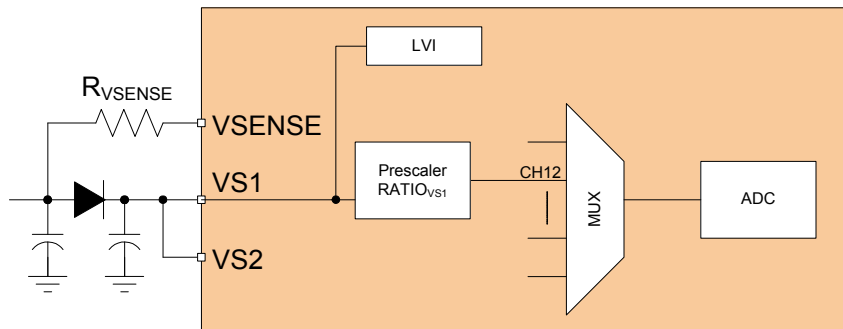 LVI
RVSENSE
VSENSE
VS1
Prescaler
RATIOVS1
CH12
MUX
ADC
VS2